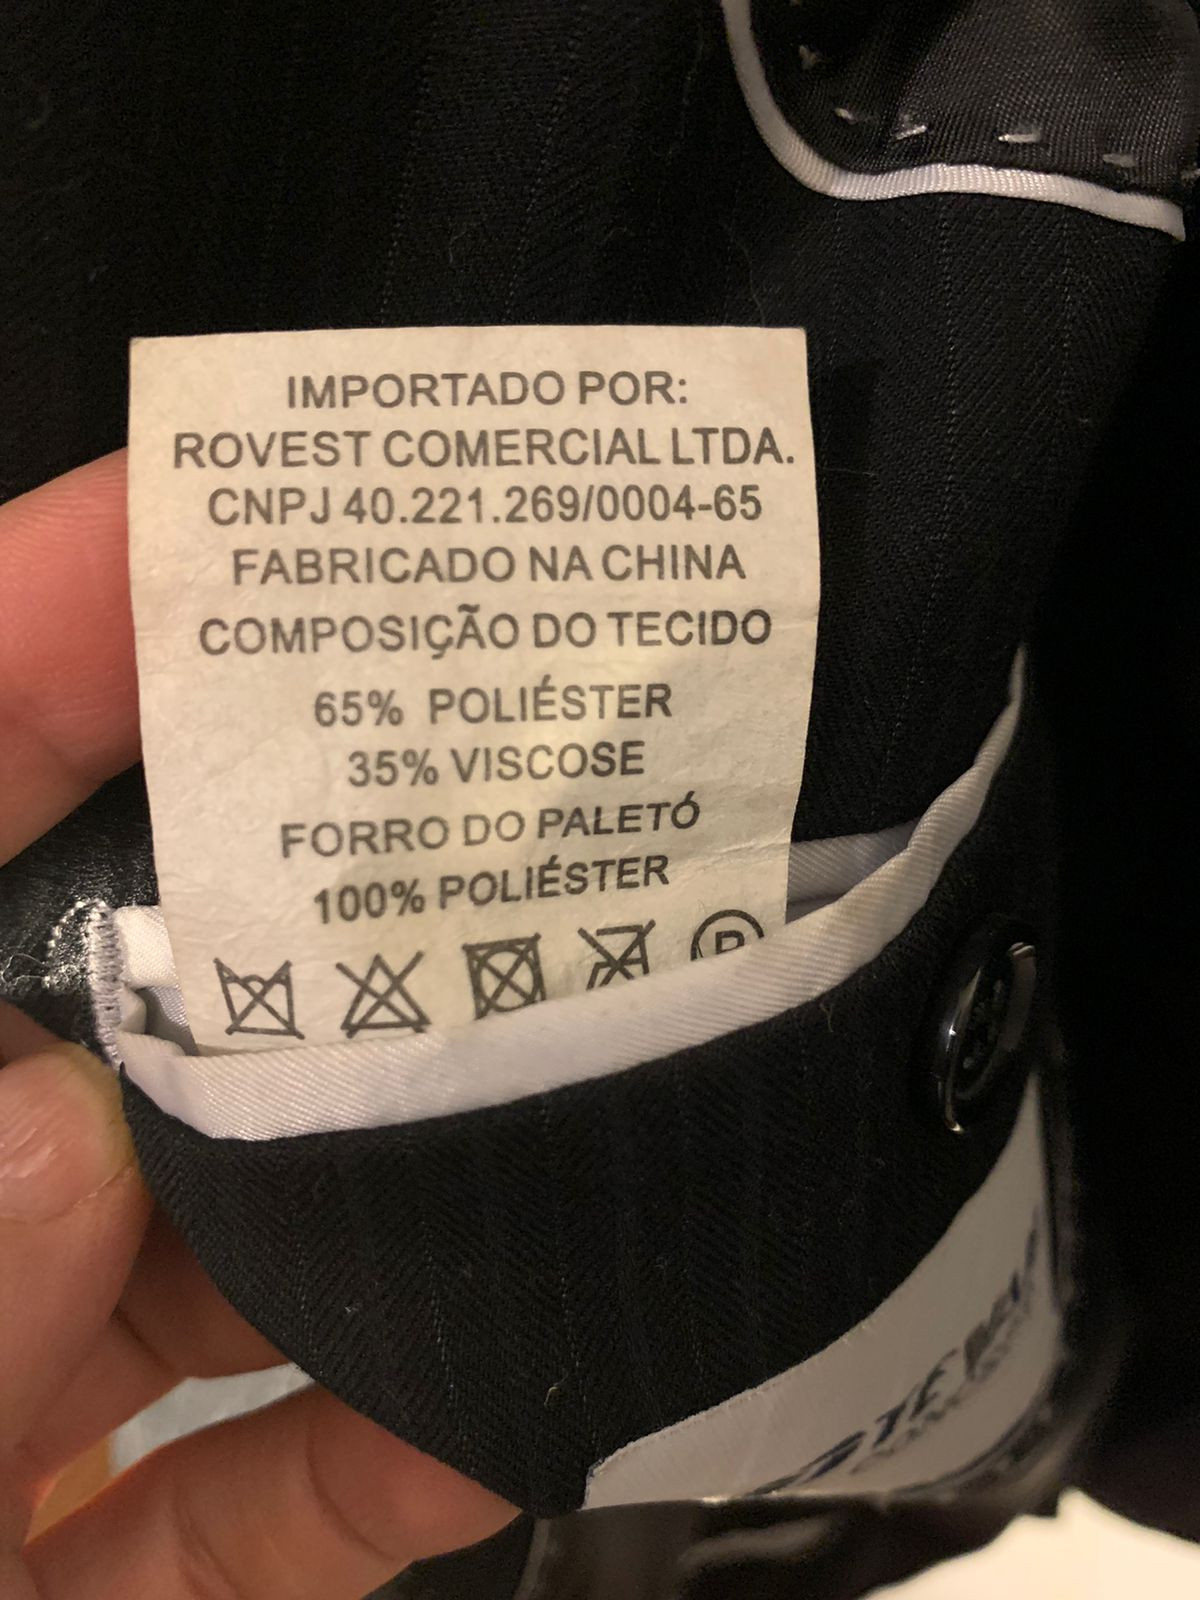 IMPORTADO POR:
ROVEST COMERCIAL LTDA.
CNPJ 40.221.269/0004-65
FABRICADO NA CHINA
COMPOSIÇÃO DO TECIDO
65% POLIÉSTER
35% VISCOSE
FORRO DO PALETÓ
100% POLIÉSTER
P